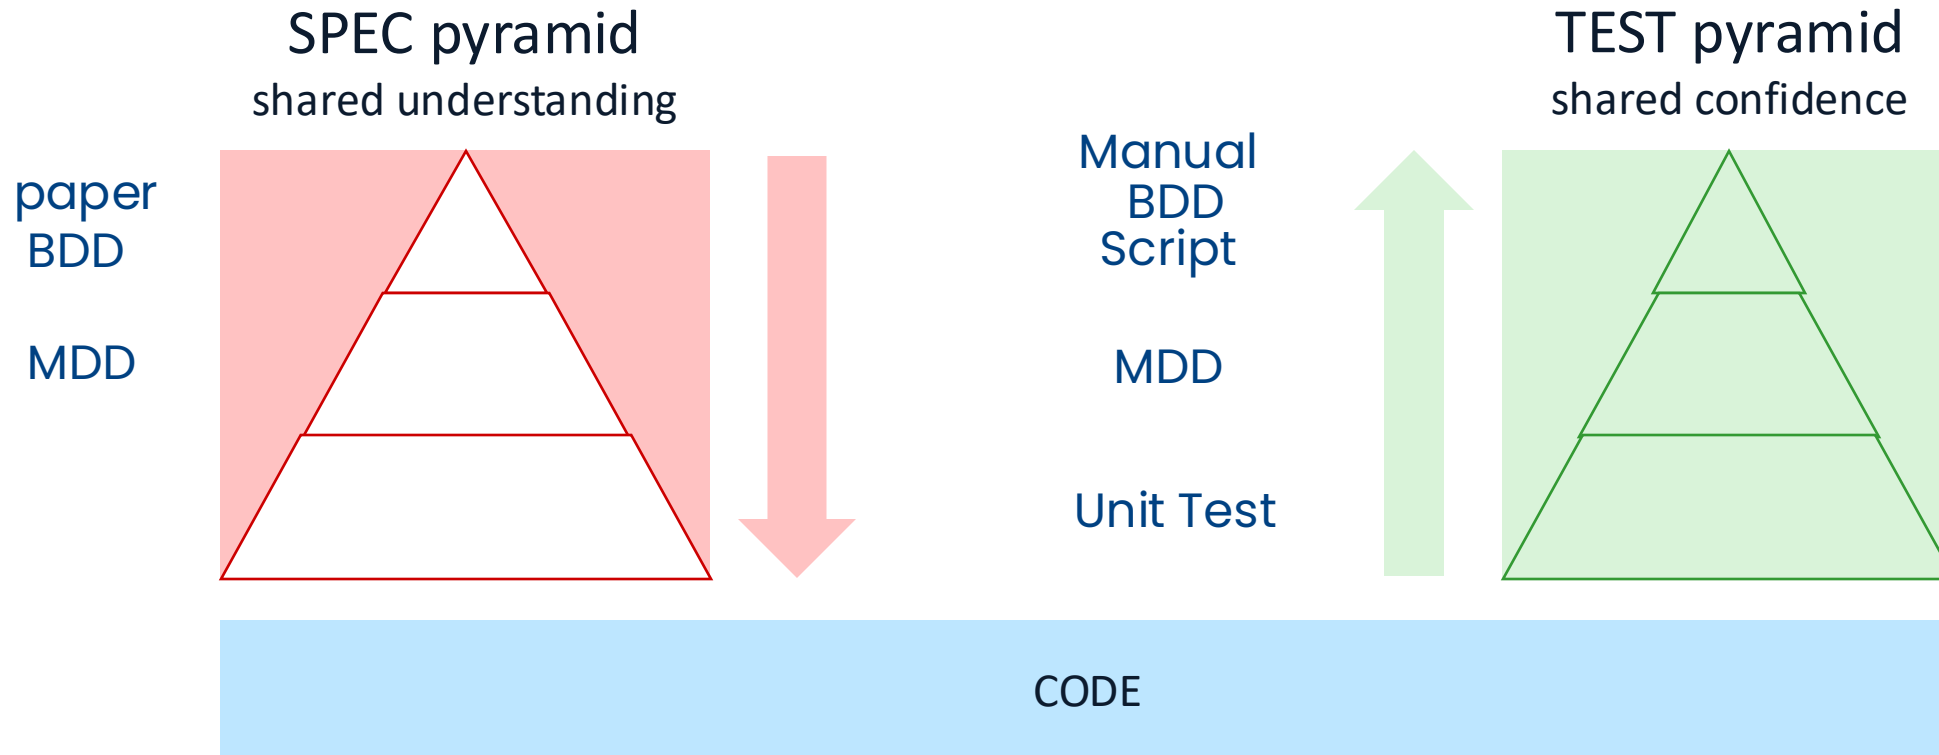 SPEC pyramid
shared understanding
paper
BDD
MDD
TEST pyramid
shared confidence
Manual
BDD
Script
MDD
Unit Test
CODE